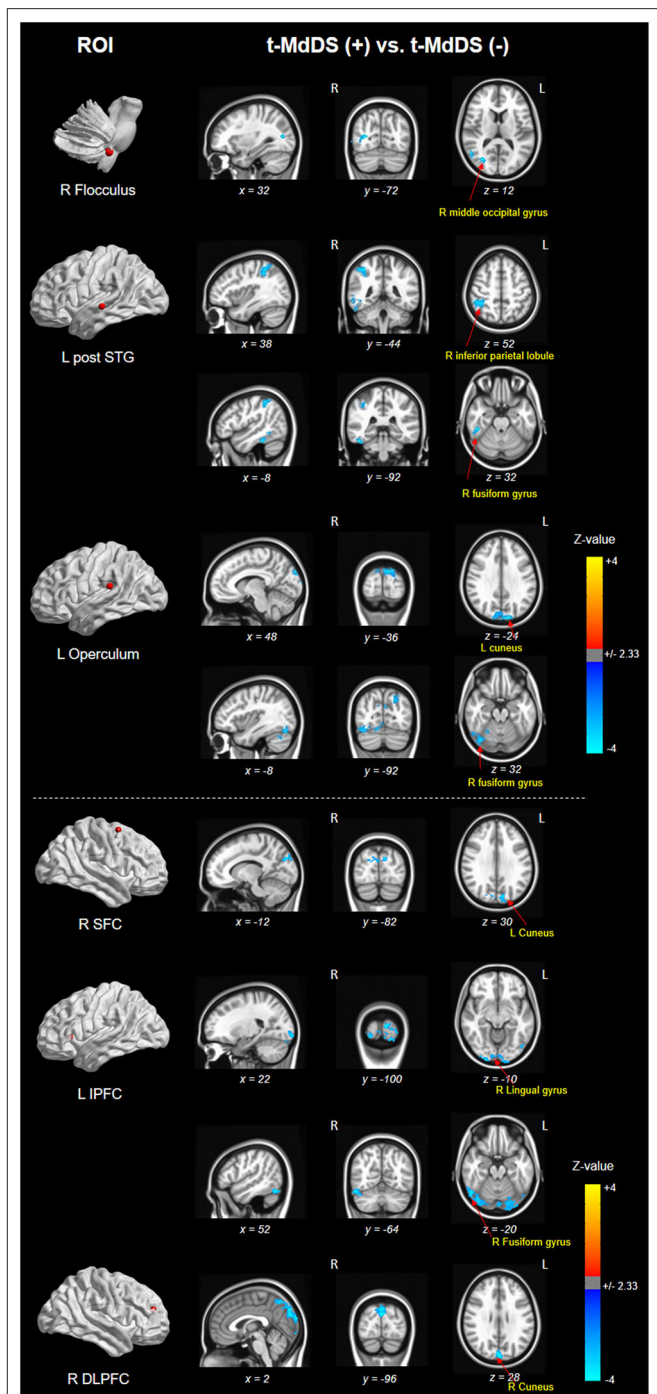 ROI t-MdDS (+) vs. t-MdDS (-)
R L
R Flocculus
x = 32 y = -72 z = 12
R middle occipital gyrus
R L
L post STG
x = 38 y = -44 z = 52
R inferior parietal lobule
x = -8 y = -92 z = 32
R fusiform gyrus
R L
Z-value
+4
+/- 2.33
-4
L Operculum
x = 48 y = -36 z = -24
L cuneus
x = -8 y = -92 z = 32
R fusiform gyrus
R L
R SFC
x = -12 y = -82 z = 30
L Cuneus
R L
L IPFC
x = 22 y = -100 z = -10
R Lingual gyrus
x = 52 y = -64 z = -20
R Fusiform gyrus
Z-value
+4
+/- 2.33
-4
R L
R DLPFC
x = 2 y = -96 z = 28
R Cuneus